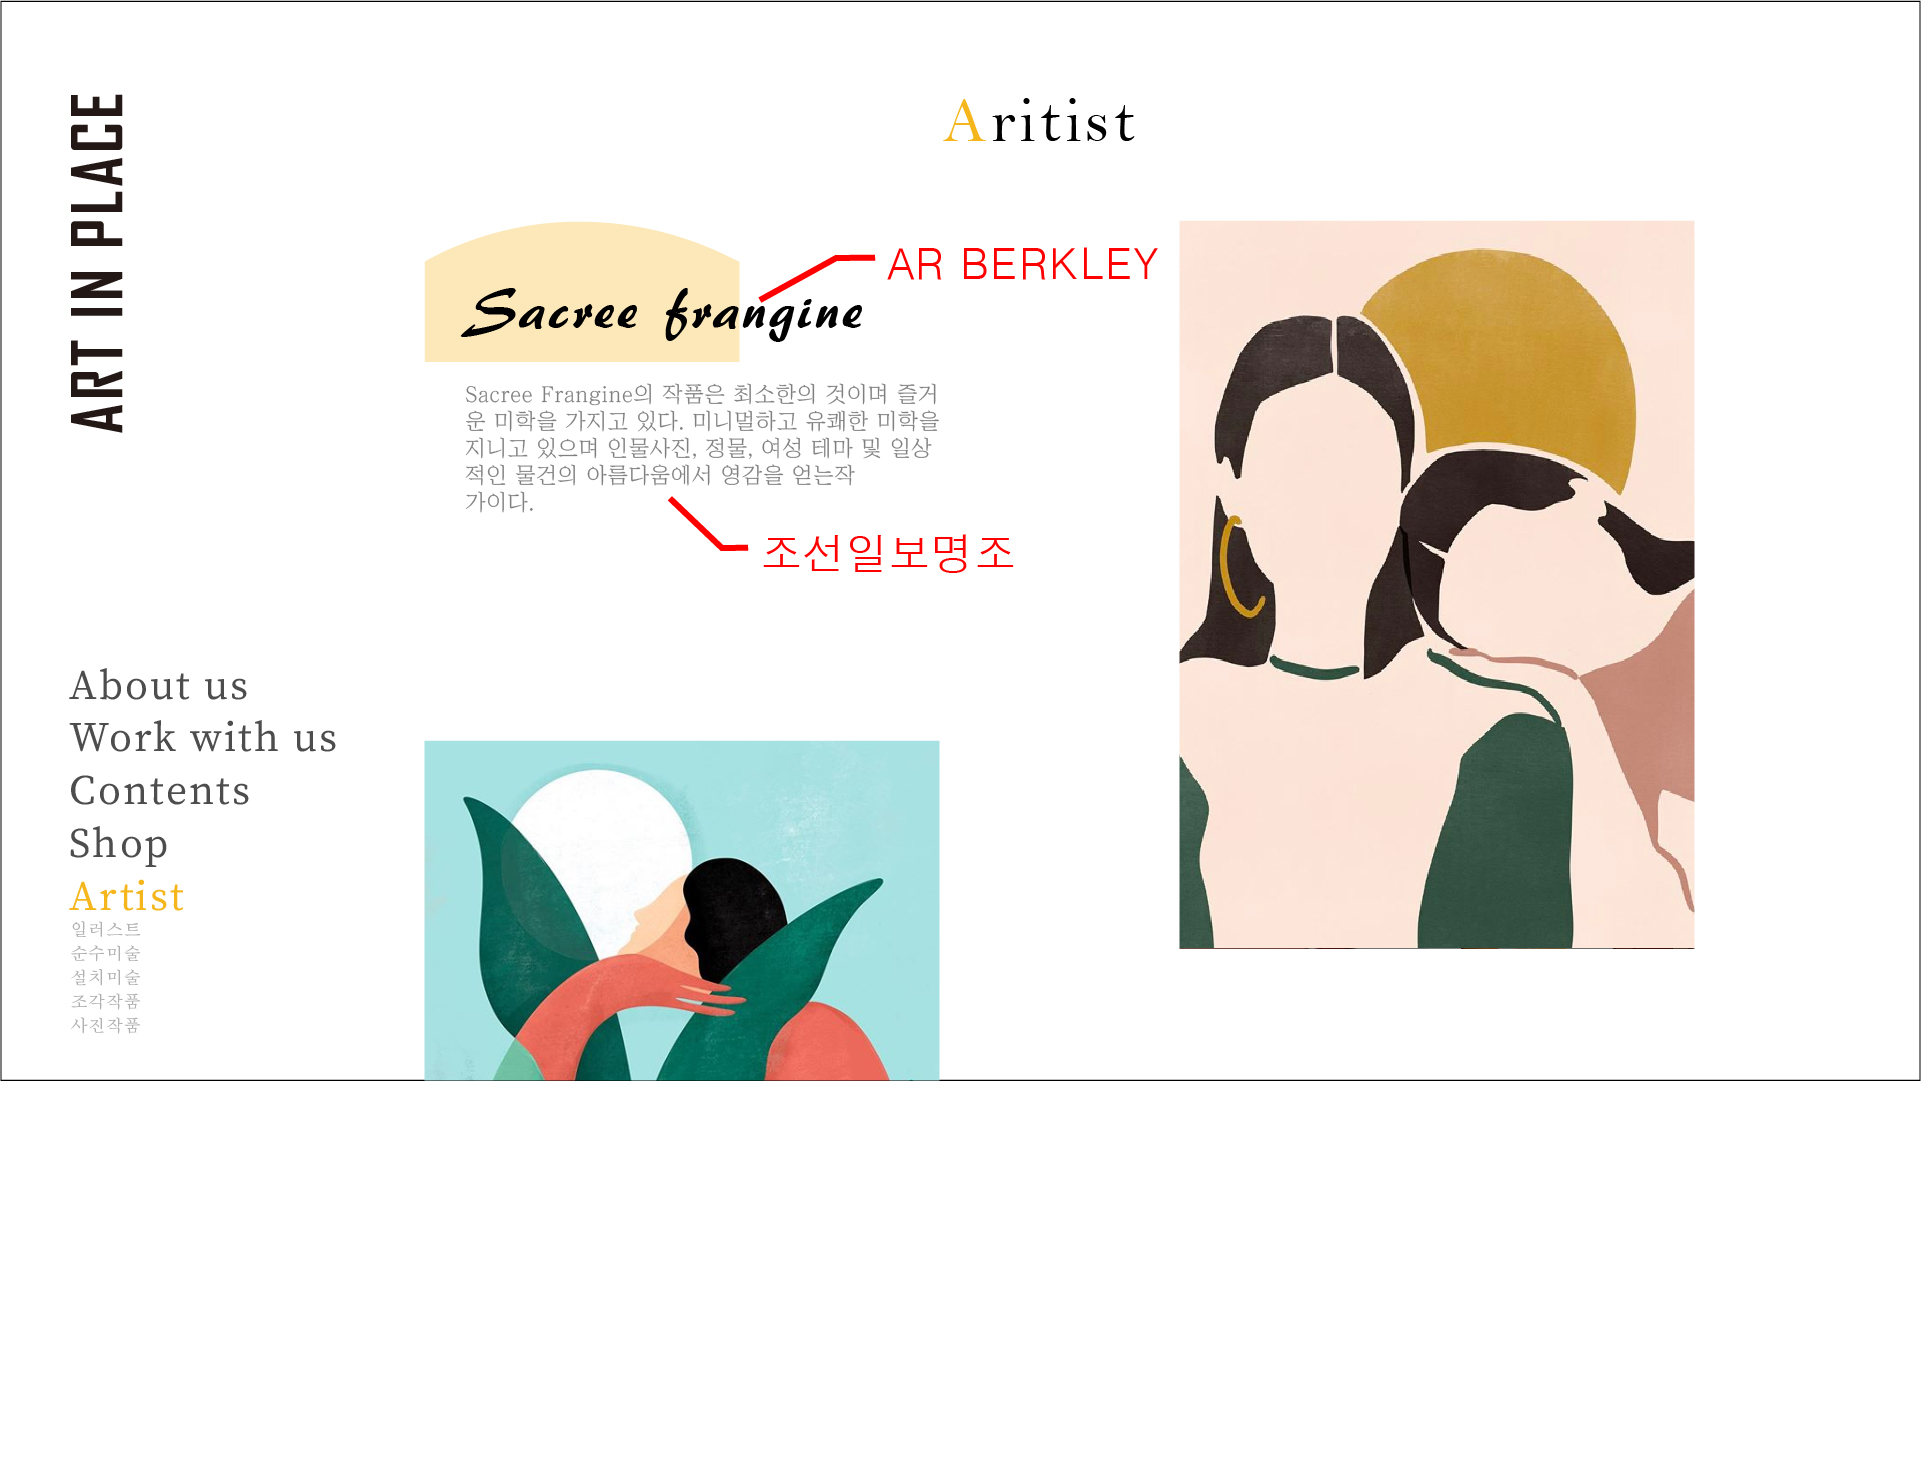 ART IN PLACE
Aritist
AR BERKLEY
Sacree frangine
Sacree Frangine의 작품은 최소한의 것이며 즐거
운 미학을 가지고 있다. 미니멀하고 유쾌한 미학을
지니고 있으며 인물사진, 정물, 여성 테마 및 일상
적인 물건의 아름다움에서 영감을 얻는작
가이다.
조선일보명조
About us
Work with us
Contents
Shop
Artist
일러스트
순수미술
설치미술
조각작품
사진작품